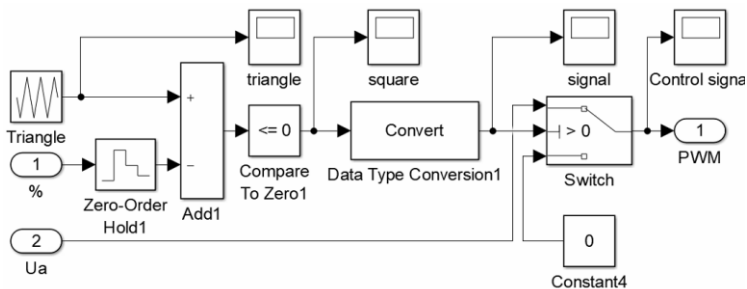 triangle
square
signal
Control signal
Triangle
+
−
<= 0
Convert
> 0
1
PWM
1
%
Zero-Order
Hold1
Add1
Compare
To Zero1
Data Type Conversion1
Switch
2
Ua
0
Constant4